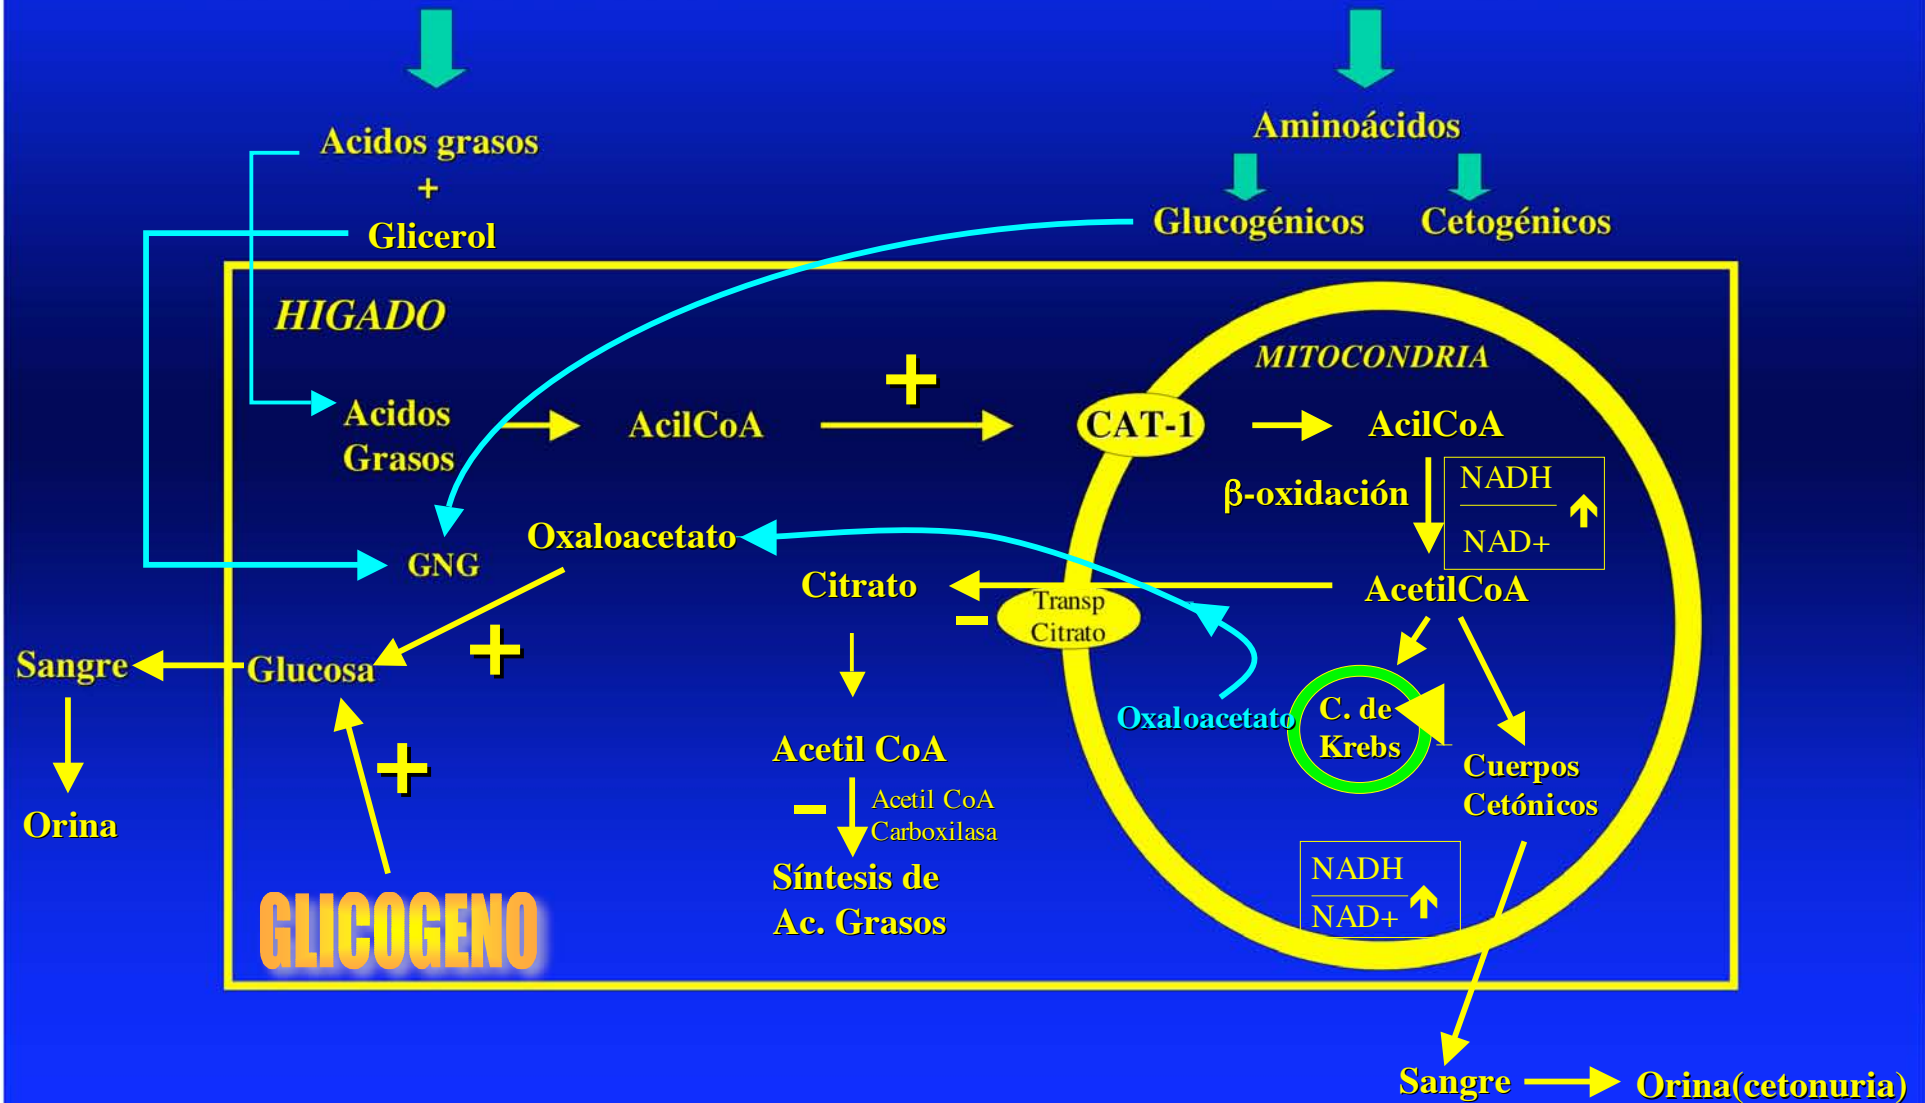 Acidos grasos
+
Glicerol
Aminoácidos
Glucogénicos
Cetogénicos
HIGADO
MITOCONDRIA
Acidos
Grasos
AcilCoA
+
CAT-1
AcilCoA
β-oxidación
NADH
NAD+
GNG
Oxaloacetato
Citrato
Transp
Citrato
AcetilCoA
Sangre
Glucosa
+
Oxaloacetato
C. de
Krebs
Cuerpos
Cetónicos
Orina
+
Acetil CoA
Acetil CoA
Carboxilasa
Síntesis de
Ac. Grasos
NADH
NAD+
GLICOGENO
Sangre
Orina(cetonuria)